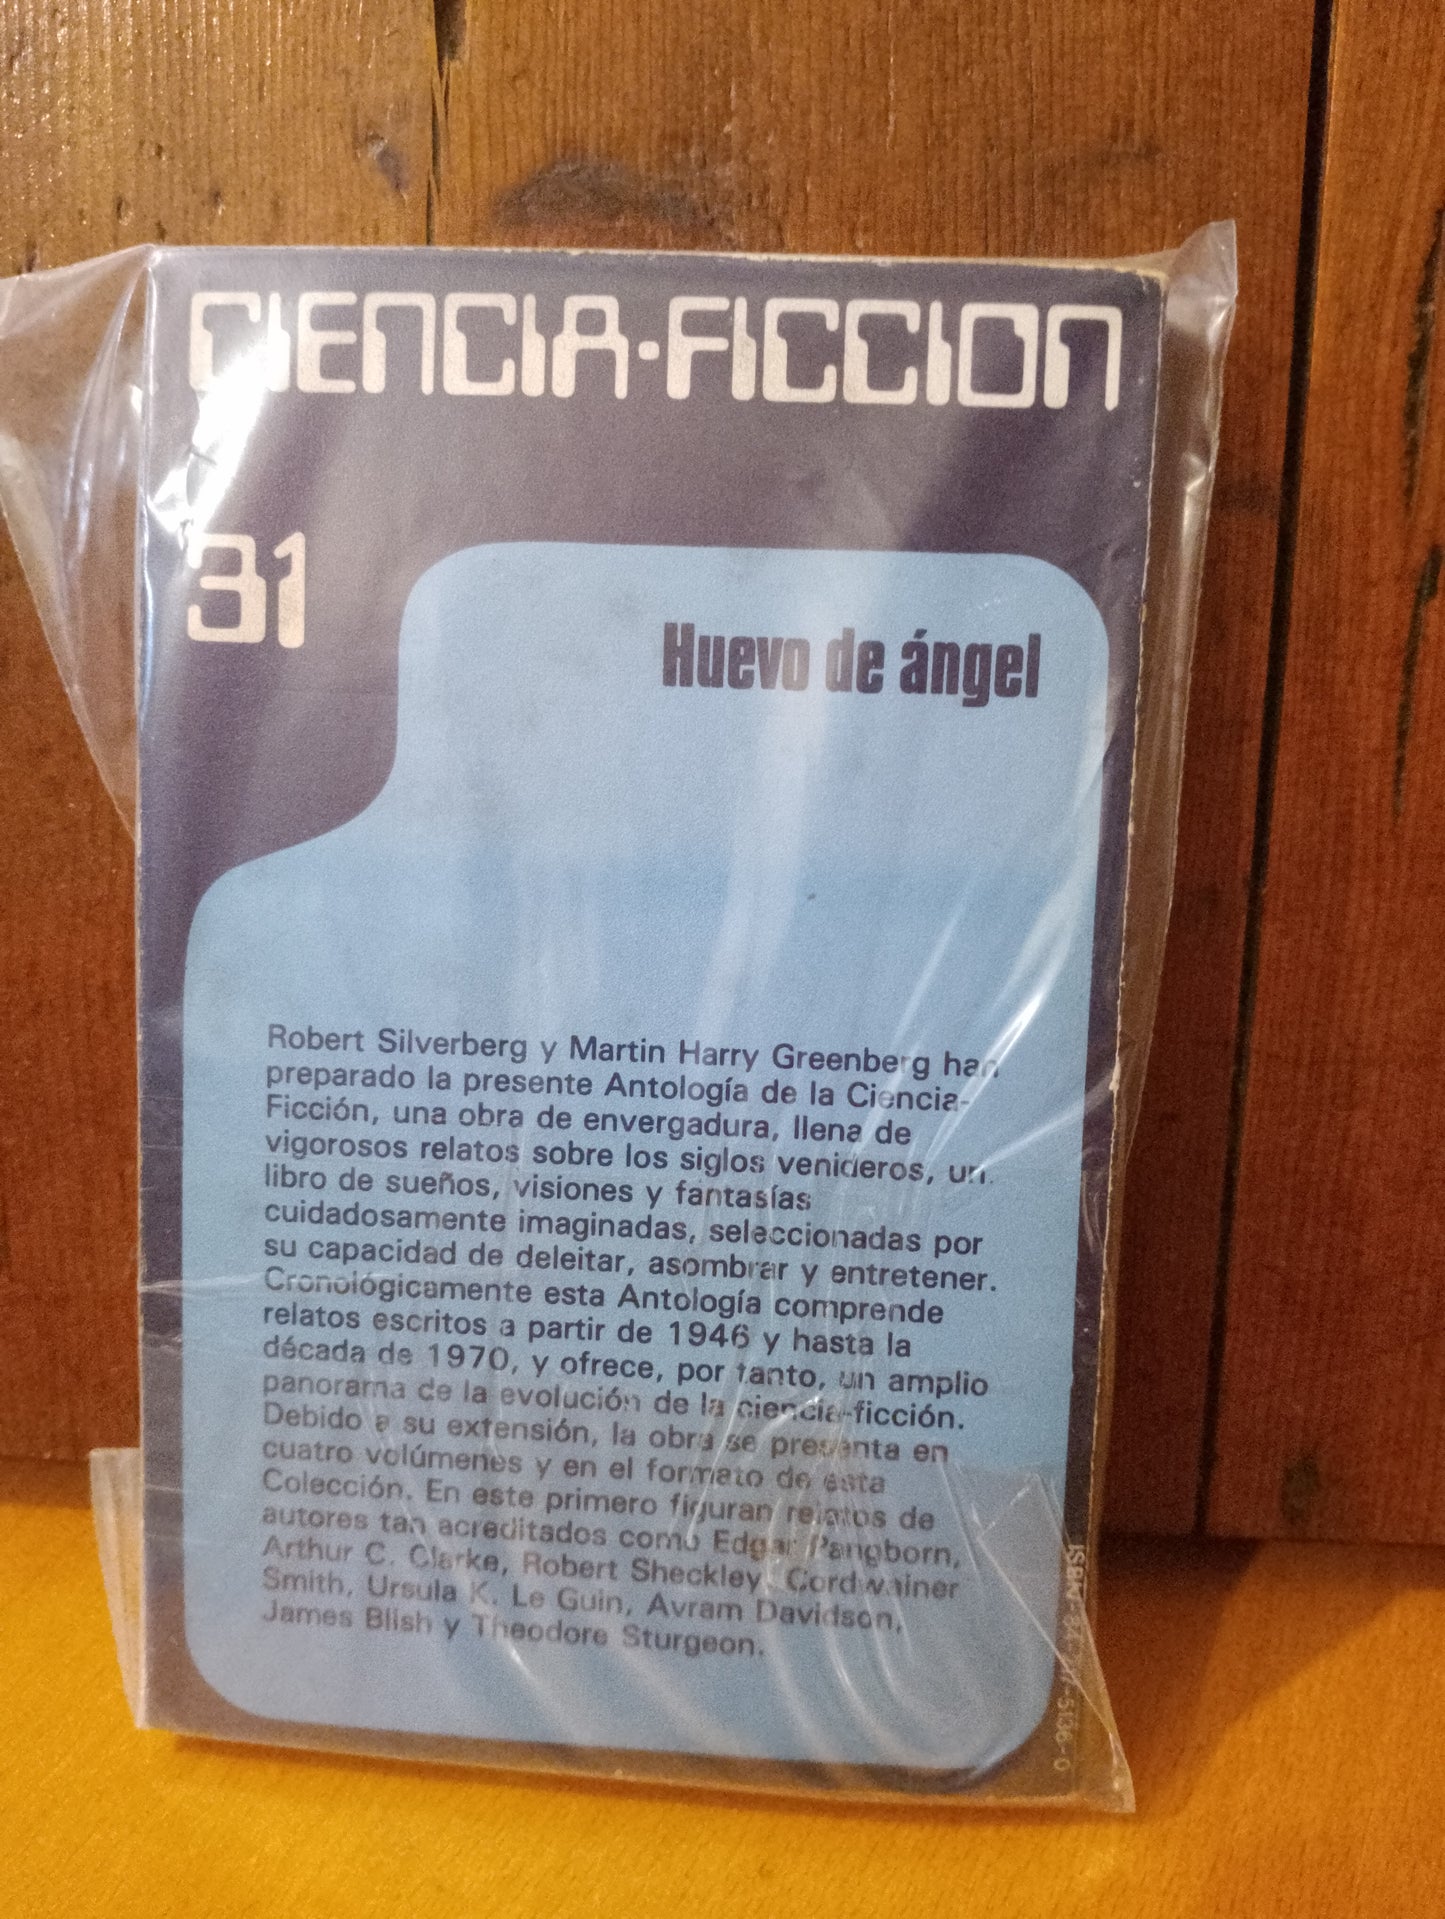 CIENCIA-FICCION
31
Huevo de ángel
Robert Silverberg y Martin Harry Greenberg han
preparado la presente Antología de la Ciencia-
Ficción, una obra de envergadura, llena de
vigorosos relatos sobre los siglos venideros, un
libro de sueños, visiones y fantasías
cuidadosamente imaginadas, seleccionadas por
su capacidad de deleitar, asombrar y entretener.
Cronológicamente esta Antología comprende
relatos escritos a partir de 1946 y hasta la
década de 1970, y ofrece, por tanto, un amplio
panorama de la evolución de la ciencia-ficción.
Debido a su extensión, la obra se presenta en
cuatro volúmenes y en el formato de esta
Colección. En este primero figuran relatos de
autores tan acreditados como Edgar Pangborn,
Arthur C. Clarke, Robert Sheckley, Cordwainer
Smith, Ursula K. Le Guin, Avram Davidson,
James Blish y Theodore Sturgeon.